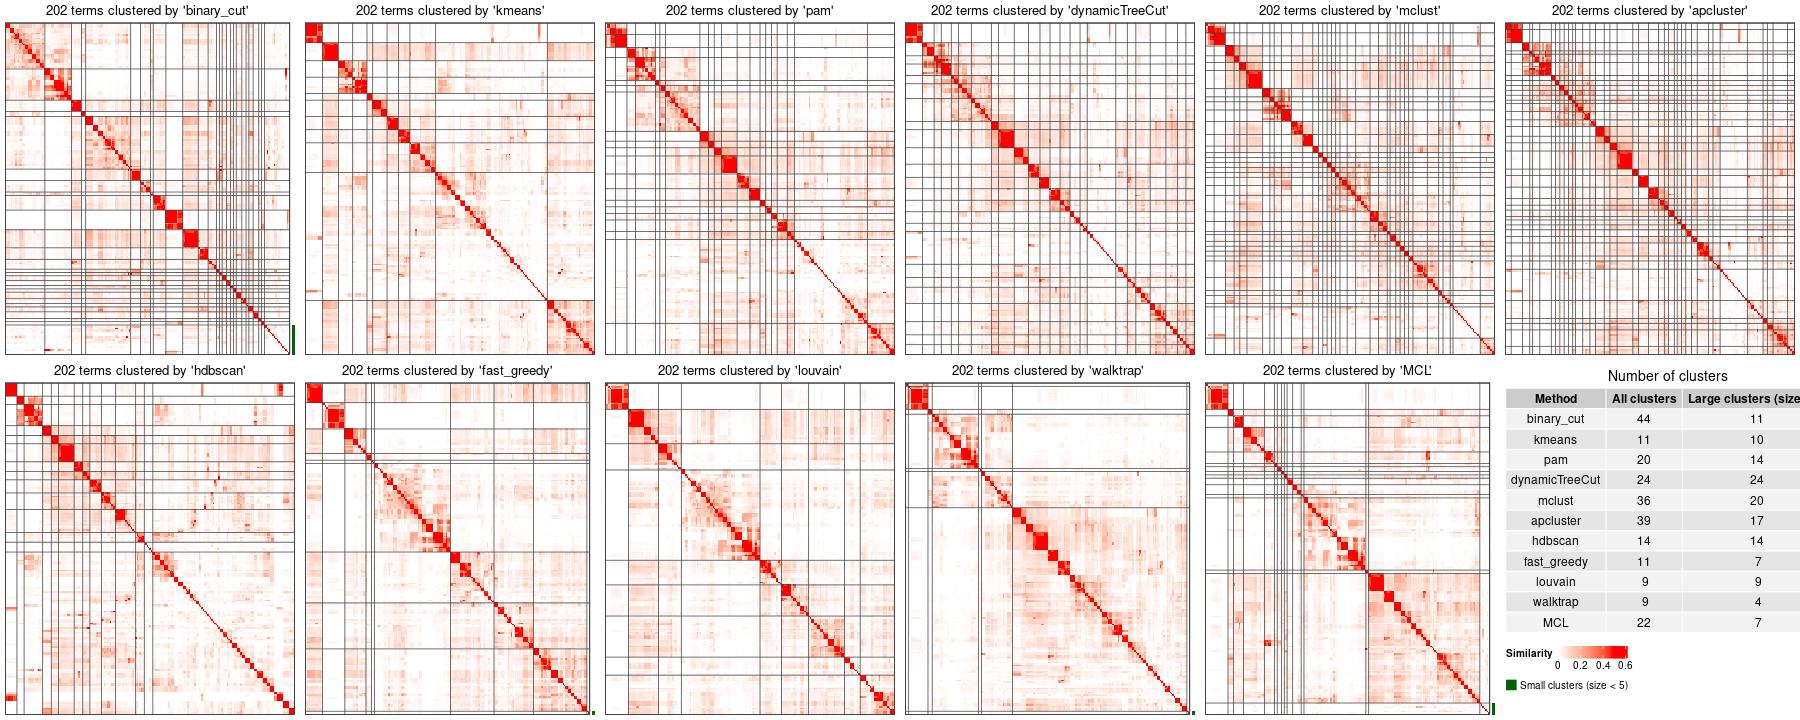 202 terms clustered by 'binary_cut'
202 terms clustered by 'kmeans'
202 terms clustered by 'pam'
202 terms clustered by 'dynamicTreeCut'
202 terms clustered by 'mclust'
202 terms clustered by 'apcluster'
202 terms clustered by 'hdbscan'
202 terms clustered by 'fast_greedy'
202 terms clustered by 'louvain'
202 terms clustered by 'walktrap'
202 terms clustered by 'MCL'
Number of clusters
Method All clusters Large clusters (size
binary_cut 44 11
kmeans 11 10
pam 20 14
dynamicTreeCut 24 24
mclust 36 20
apcluster 39 17
hdbscan 14 14
fast_greedy 11 7
louvain 9 9
walktrap 9 4
MCL 22 7
Similarity
0 0.2 0.4 0.6
Small clusters (size < 5)